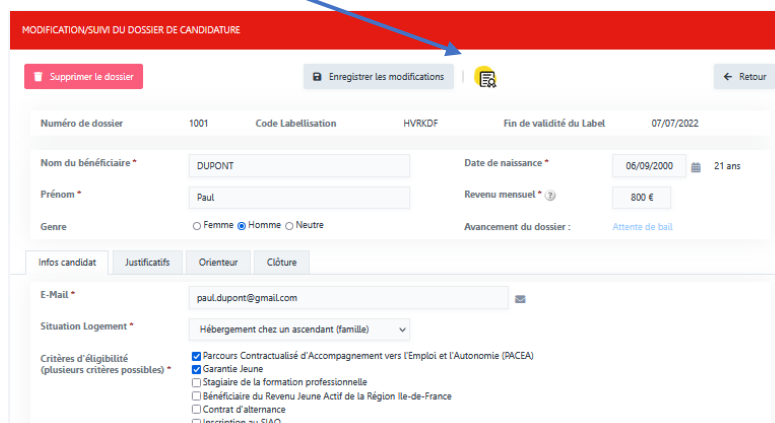 MODIFICATION/SUIVI DU DOSSIER DE CANDIDATURE
Supprimer le dossier Enregistrer les modifications Retour
Numéro de dossier 1001 Code Labellisation HVRKDF Fin de validité du Label 07/07/2022
Nom du bénéficiaire * DUPONT Date de naissance * 06/09/2000 21 ans
Prénom * Paul Revenu mensuel * ? 800 €
Genre Femme Homme Neutre Avancement du dossier : Attente de bail
Infos candidat Justificatifs Orienteur Clôture
E-Mail * paul.dupont@gmail.com
Situation Logement * Hébergement chez un ascendant (famille)
Critères d'éligibilité
(plusieurs critères possibles) *
Parcours Contractualisé d'Accompagnement vers l'Emploi et l'Autonomie (PACEA)
Garantie Jeune
Stagiaire de la formation professionnelle
Bénéficiaire du Revenu Jeune Actif de la Région Ile-de-France
Contrat d'alternance
Inscription au SIAO